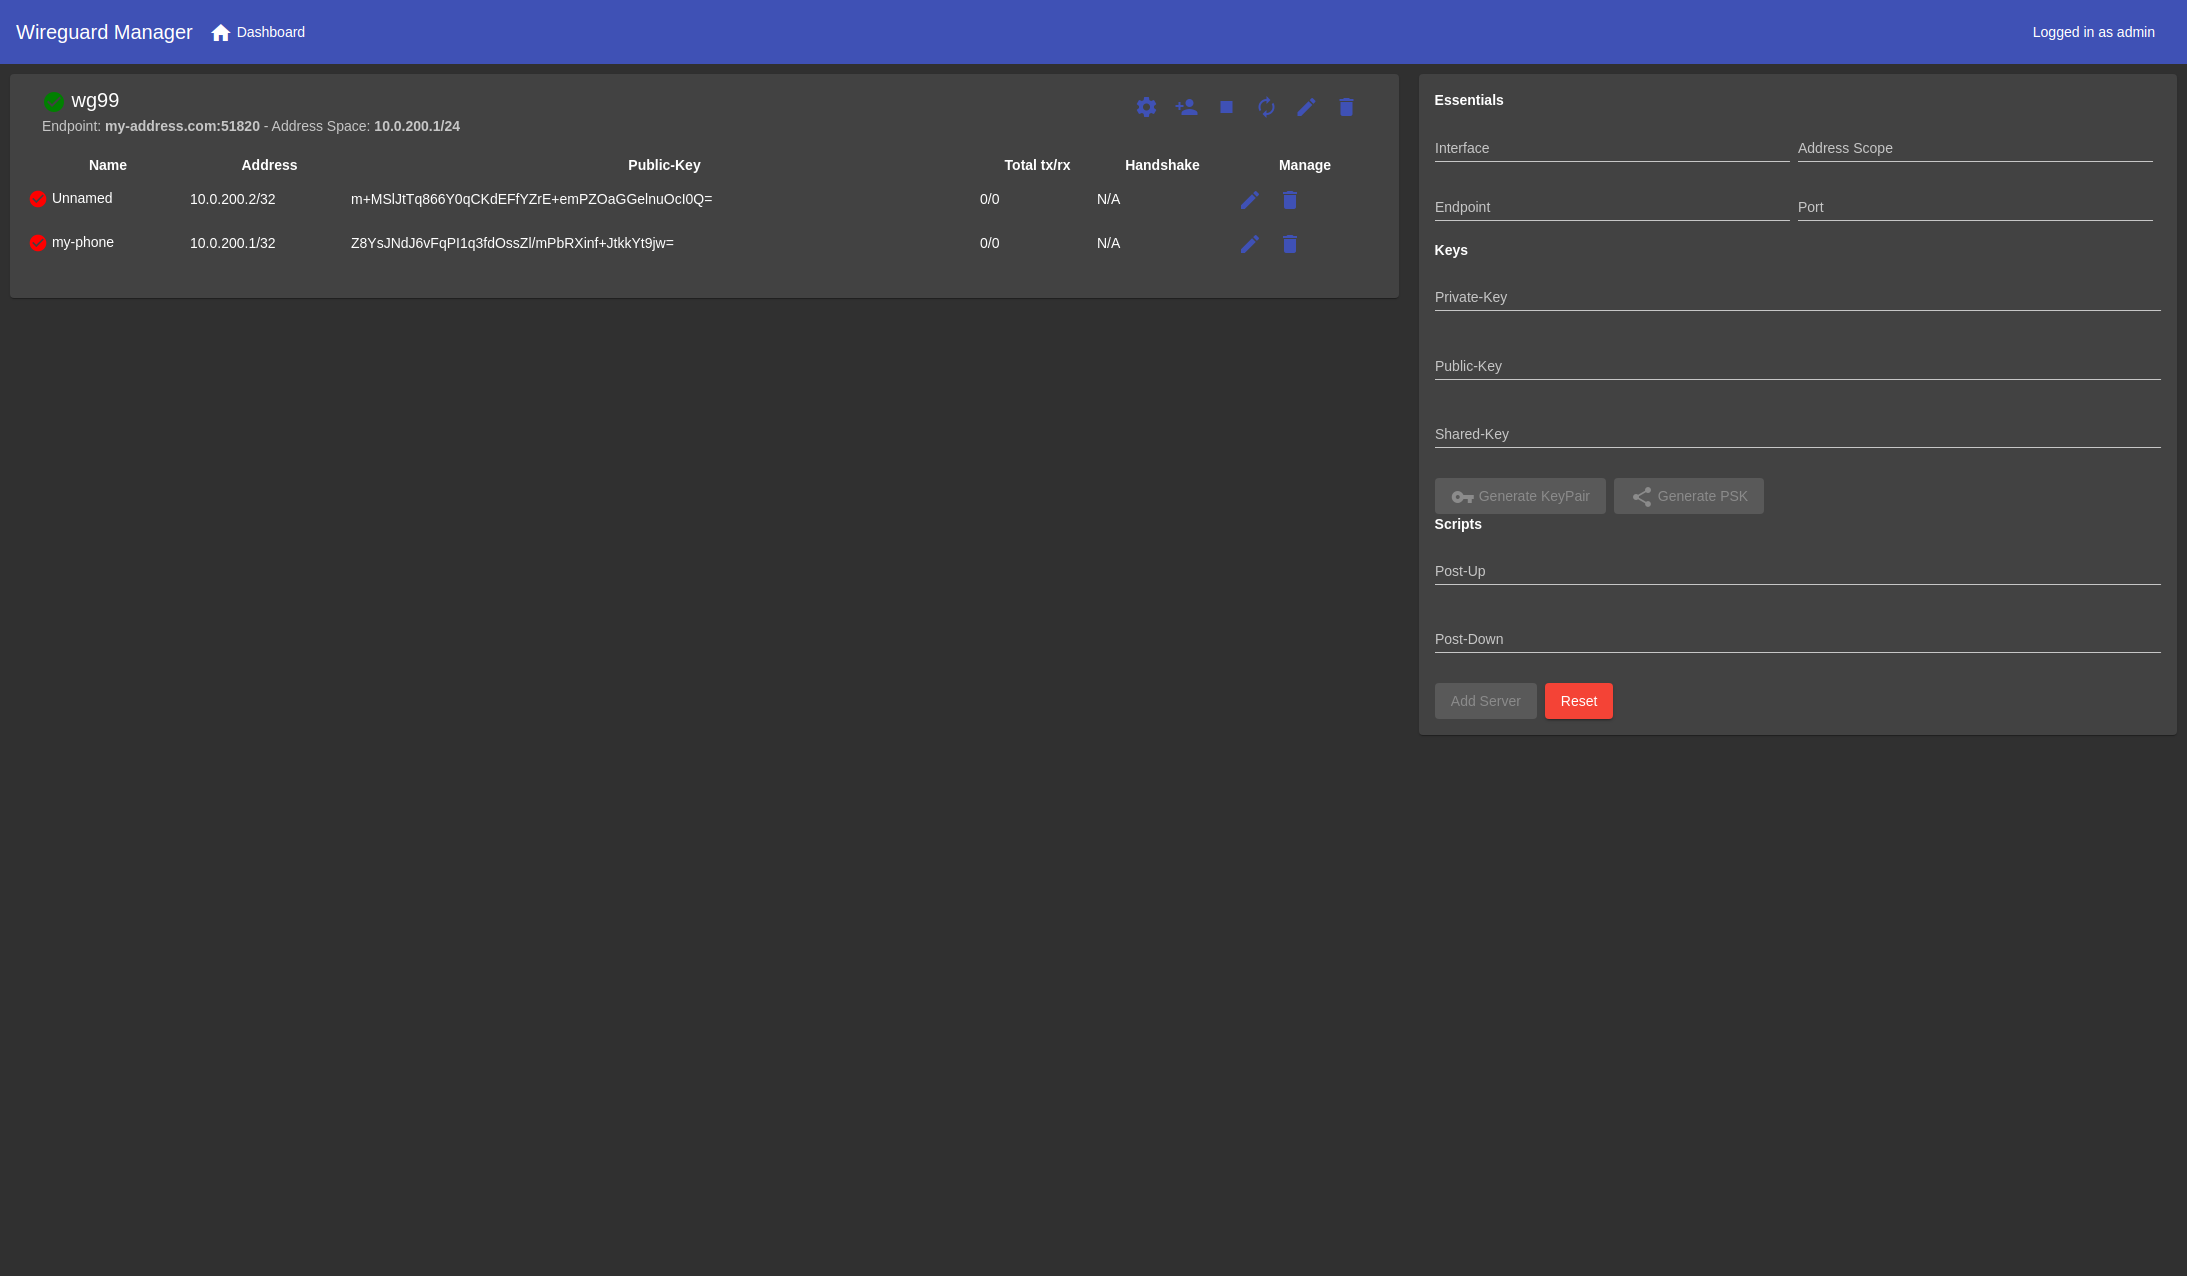 Wireguard Manager Dashboard Logged in as admin
wg99
Endpoint: my-address.com:51820 - Address Space: 10.0.200.1/24
Name Address Public-Key Total tx/rx Handshake Manage
Unnamed 10.0.200.2/32 m+MSlJtTq866Y0qCKdEFfYZrE+emPZOaGGelnuOcI0Q= 0/0 N/A
my-phone 10.0.200.1/32 Z8YsJNdJ6vFqPI1q3fdOssZl/mPbRXinf+JtkkYt9jw= 0/0 N/A
Essentials
Interface Address Scope
Endpoint Port
Keys
Private-Key
Public-Key
Shared-Key
Generate KeyPair Generate PSK
Scripts
Post-Up
Post-Down
Add Server Reset